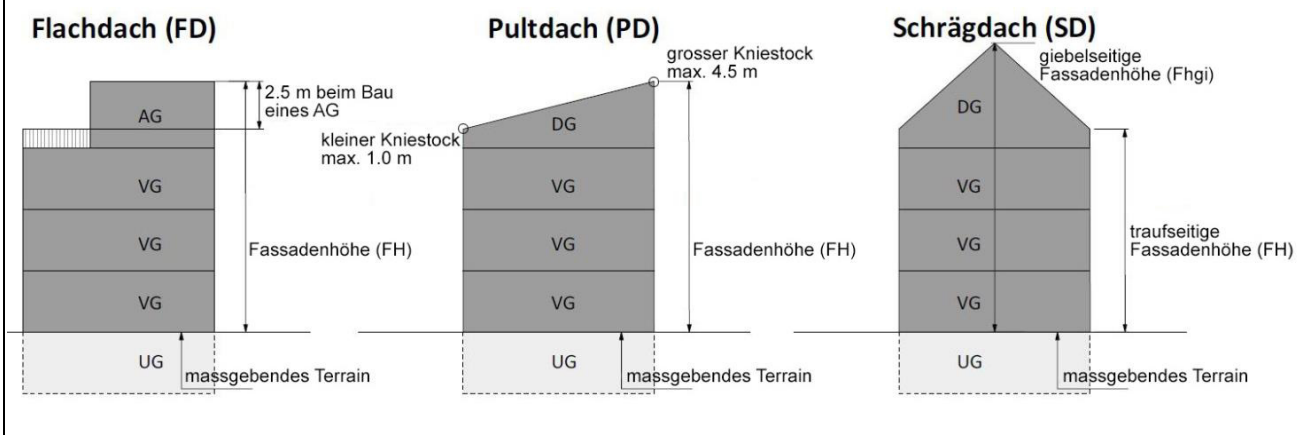 Flachdach (FD)
2.5 m beim Bau
eines AG
AG
VG
VG
VG
UG
Fassadenhöhe (FH)
massgebendes Terrain
Pultdach (PD)
grosser Kniestock
max. 4.5 m
kleiner Kniestock
max. 1.0 m
DG
VG
VG
VG
UG
Fassadenhöhe (FH)
massgebendes Terrain
Schrägdach (SD)
giebelseitige
Fassadenhöhe (Fhgi)
DG
VG
VG
VG
UG
traufseitige
Fassadenhöhe (FH)
massgebendes Terrain